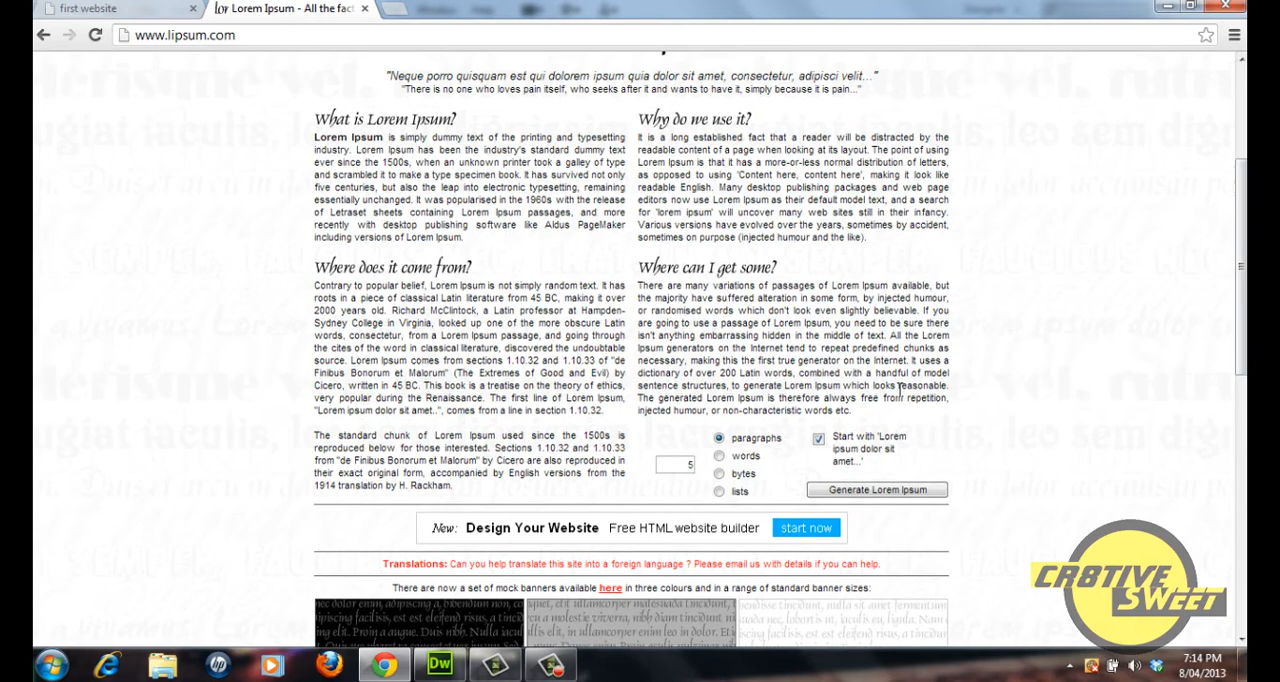 first website
Lorem Ipsum - All the fact
www.lipsum.com
"Neque porro quisquam est qui dolorem ipsum quia dolor sit amet, consectetur, adipisci velit..."
"There is no one who loves pain itself, who seeks after it and wants to have it, simply because it is pain..."
What is Lorem Ipsum?
Lorem Ipsum is simply dummy text of the printing and typesetting
industry. Lorem Ipsum has been the industry's standard dummy text
ever since the 1500s, when an unknown printer took a galley of type
and scrambled it to make a type specimen book. It has survived not only
five centuries, but also the leap into electronic typesetting, remaining
essentially unchanged. It was popularised in the 1960s with the release
of Letraset sheets containing Lorem Ipsum passages, and more
recently with desktop publishing software like Aldus PageMaker
including versions of Lorem Ipsum.
Why do we use it?
It is a long established fact that a reader will be distracted by the
readable content of a page when looking at its layout. The point of using
Lorem Ipsum is that it has a more-or-less normal distribution of letters,
as opposed to using 'Content here, content here', making it look like
readable English. Many desktop publishing packages and web page
editors now use Lorem Ipsum as their default model text, and a search
for 'lorem ipsum' will uncover many web sites still in their infancy.
Various versions have evolved over the years, sometimes by accident,
sometimes on purpose (injected humour and the like).
Where does it come from?
Contrary to popular belief, Lorem Ipsum is not simply random text. It has
roots in a piece of classical Latin literature from 45 BC, making it over
2000 years old. Richard McClintock, a Latin professor at Hampden-
Sydney College in Virginia, looked up one of the more obscure Latin
words, consectetur, from a Lorem Ipsum passage, and going through
the cites of the word in classical literature, discovered the undoubtable
source. Lorem Ipsum comes from sections 1.10.32 and 1.10.33 of "de
Finibus Bonorum et Malorum" (The Extremes of Good and Evil) by
Cicero, written in 45 BC. This book is a treatise on the theory of ethics,
very popular during the Renaissance. The first line of Lorem Ipsum,
"Lorem ipsum dolor sit amet..", comes from a line in section 1.10.32.
The standard chunk of Lorem Ipsum used since the 1500s is
reproduced below for those interested. Sections 1.10.32 and 1.10.33
from "de Finibus Bonorum et Malorum" by Cicero are also reproduced in
their exact original form, accompanied by English versions from the
1914 translation by H. Rackham.
Where can I get some?
There are many variations of passages of Lorem Ipsum available, but
the majority have suffered alteration in some form, by injected humour,
or randomised words which don't look even slightly believable. If you
are going to use a passage of Lorem Ipsum, you need to be sure there
isn't anything embarrassing hidden in the middle of text. All the Lorem
Ipsum generators on the Internet tend to repeat predefined chunks as
necessary, making this the first true generator on the Internet. It uses a
dictionary of over 200 Latin words, combined with a handful of model
sentence structures, to generate Lorem Ipsum which looks reasonable.
The generated Lorem Ipsum is therefore always free from repetition,
injected humour, or non-characteristic words etc.
5
paragraphs
words
bytes
lists
Start with 'Lorem
ipsum dolor sit
amet...'
Generate Lorem Ipsum
New: Design Your Website Free HTML website builder start now
Translations: Can you help translate this site into a foreign language ? Please email us with details if you can help.
There are now a set of mock banners available here in three colours and in a range of standard banner sizes:
CR8TIVE
SWEET
Dw
7:14 PM
8/04/2013